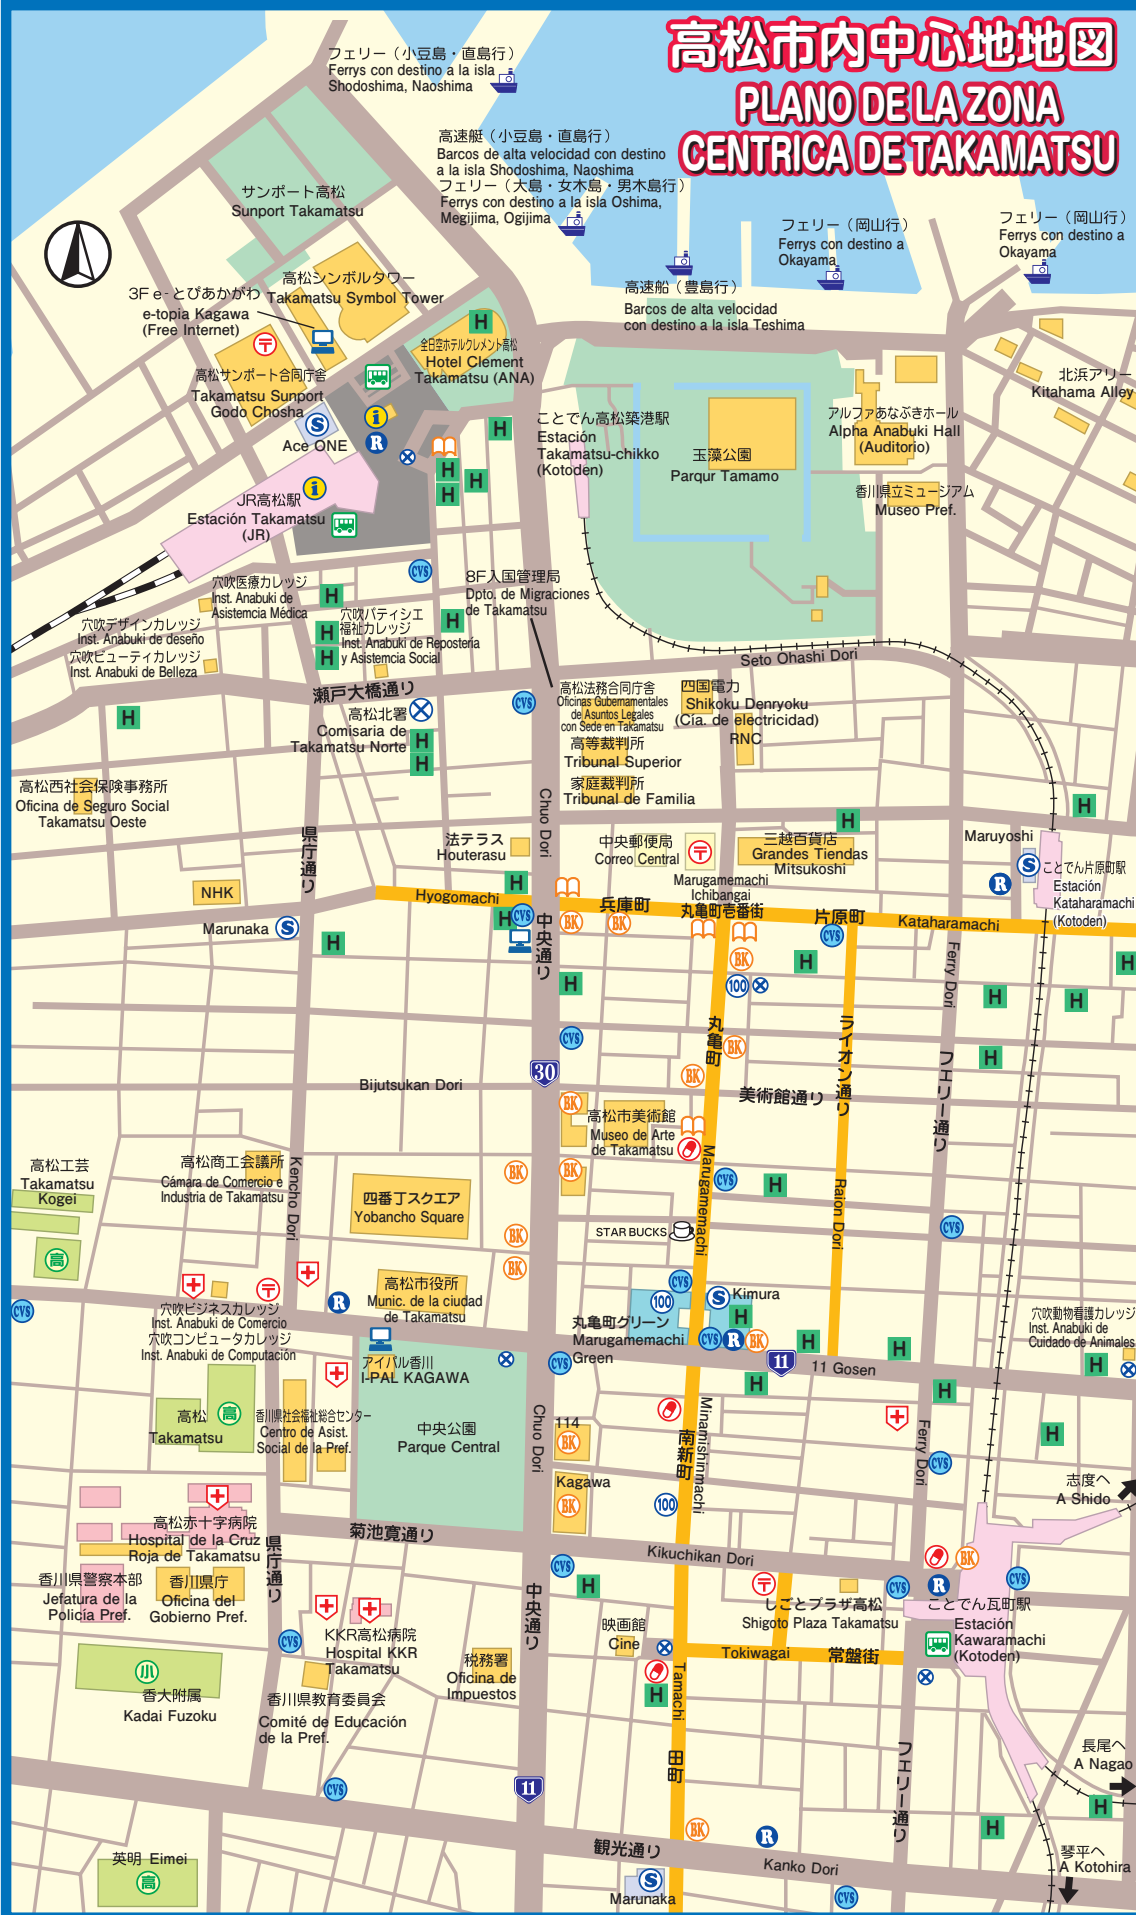 高松市内中心地地図
PLANO DE LA ZONA
CENTRICA DE TAKAMATSU
フェリー（小豆島・直島行）
Ferrys con destino a la isla
Shodoshima, Naoshima
高速艇（小豆島・直島行）
Barcos de alta velocidad con destino
a la isla Shodoshima, Naoshima
フェリー（大島・女木島・男木島行）
Ferrys con destino a la isla Oshima,
Megijima, Ogijima
フェリー（岡山行）
Ferrys con destino a
Okayama
フェリー（岡山行）
Ferrys con destino a
Okayama
高速船（豊島行）
Barcos de alta velocidad
con destino a la isla Teshima
サンポート高松
Sunport Takamatsu
高松シンボルタワー
Takamatsu Symbol Tower
3F e-とぴあかがわ
e-topia Kagawa
(Free Internet)
全日空ホテルクレメント高松
Hotel Clement
Takamatsu (ANA)
高松サンポート合同庁舎
Takamatsu Sunport
Godo Chosha
Ace ONE
ことでん高松築港駅
Estación
Takamatsu-chikko
(Kotoden)
玉藻公園
Parqur Tamamo
アルファあなぶきホール
Alpha Anabuki Hall
(Auditorio)
北浜アリー
Kitahama Alley
香川県立ミュージアム
Museo Pref.
JR高松駅
Estación Takamatsu
(JR)
穴吹医療カレッジ
Inst. Anabuki de
Asistencia Médica
8F入国管理局
Dpto. de Migraciones
de Takamatsu
穴吹パティシエ
福祉カレッジ
Inst. Anabuki de Repostería
y Asistencia Social
穴吹デザインカレッジ
Inst. Anabuki de deseño
穴吹ビューティカレッジ
Inst. Anabuki de Belleza
瀬戸大橋通り
Seto Ohashi Dori
高松北署
Comisaria de
Takamatsu Norte
高松法務合同庁舎
Oficinas Gubernamentales
de Asuntos Legales
con Sede en Takamatsu
四国電力
Shikoku Denryoku
(Cía. de electricidad)
RNC
高等裁判所
Tribunal Superior
家庭裁判所
Tribunal de Familia
高松西社会保険事務所
Oficina de Seguro Social
Takamatsu Oeste
県庁通り
Chuo Dori
法テラス
Houterasu
中央郵便局
Correo Central
三越百貨店
Grandes Tiendas
Mitsukoshi
Maruyoshi
ことでん片原町駅
Estación
Kataharamachi
(Kotoden)
NHK
Marunaka
Hyogomachi
兵庫町
Marugamemachi
Ichibangai
丸亀町壱番街
片原町
Kataharamachi
中央通り
Ferry Dori
丸亀町
ライオン通り
フェリー通り
30
Bijutsukan Dori
美術館通り
高松市美術館
Museo de Arte
de Takamatsu
高松工芸
Takamatsu
Kogei
高松商工会議所
Cámara de Comercio e
Industria de Takamatsu
Kencho Dori
四番丁スクエア
Yobancho Square
Marugamemachi
Raion Dori
STAR BUCKS
高松市役所
Munic. de la ciudad
de Takamatsu
Kimura
丸亀町グリーン
Marugamemachi
Green
穴吹ビジネスカレッジ
Inst. Anabuki de Comercio
穴吹コンピュータカレッジ
Inst. Anabuki de Computación
穴吹動物看護カレッジ
Inst. Anabuki de
Cuidado de Animales
アイパル香川
I-PAL KAGAWA
11
11 Gosen
高松
Takamatsu
香川県社会福祉総合センター
Centro de Asist.
Social de la Pref.
中央公園
Parque Central
Chuo Dori
114
Kagawa
南新町
Minamishinmachi
Ferry Dori
志度へ
A Shido
高松赤十字病院
Hospital de la Cruz
Roja de Takamatsu
県庁通り
菊池寛通り
Kikuchikan Dori
香川県警察本部
Jefatura de la
Policía Pref.
香川県庁
Oficina del
Gobierno Pref.
中央通り
しごとプラザ高松
Shigoto Plaza Takamatsu
ことでん瓦町駅
Estación
Kawaramachi
(Kotoden)
KKR高松病院
Hospital KKR
Takamatsu
映画館
Cine
税務署
Oficina de
Impuestos
Tokiwagai
常盤街
香大附属
Kadai Fuzoku
香川県教育委員会
Comité de Educación
de la Pref.
Tamachi
田町
フェリー通り
長尾へ
A Nagao
11
観光通り
Kanko Dori
英明 Eimei
Marunaka
琴平へ
A Kotohira